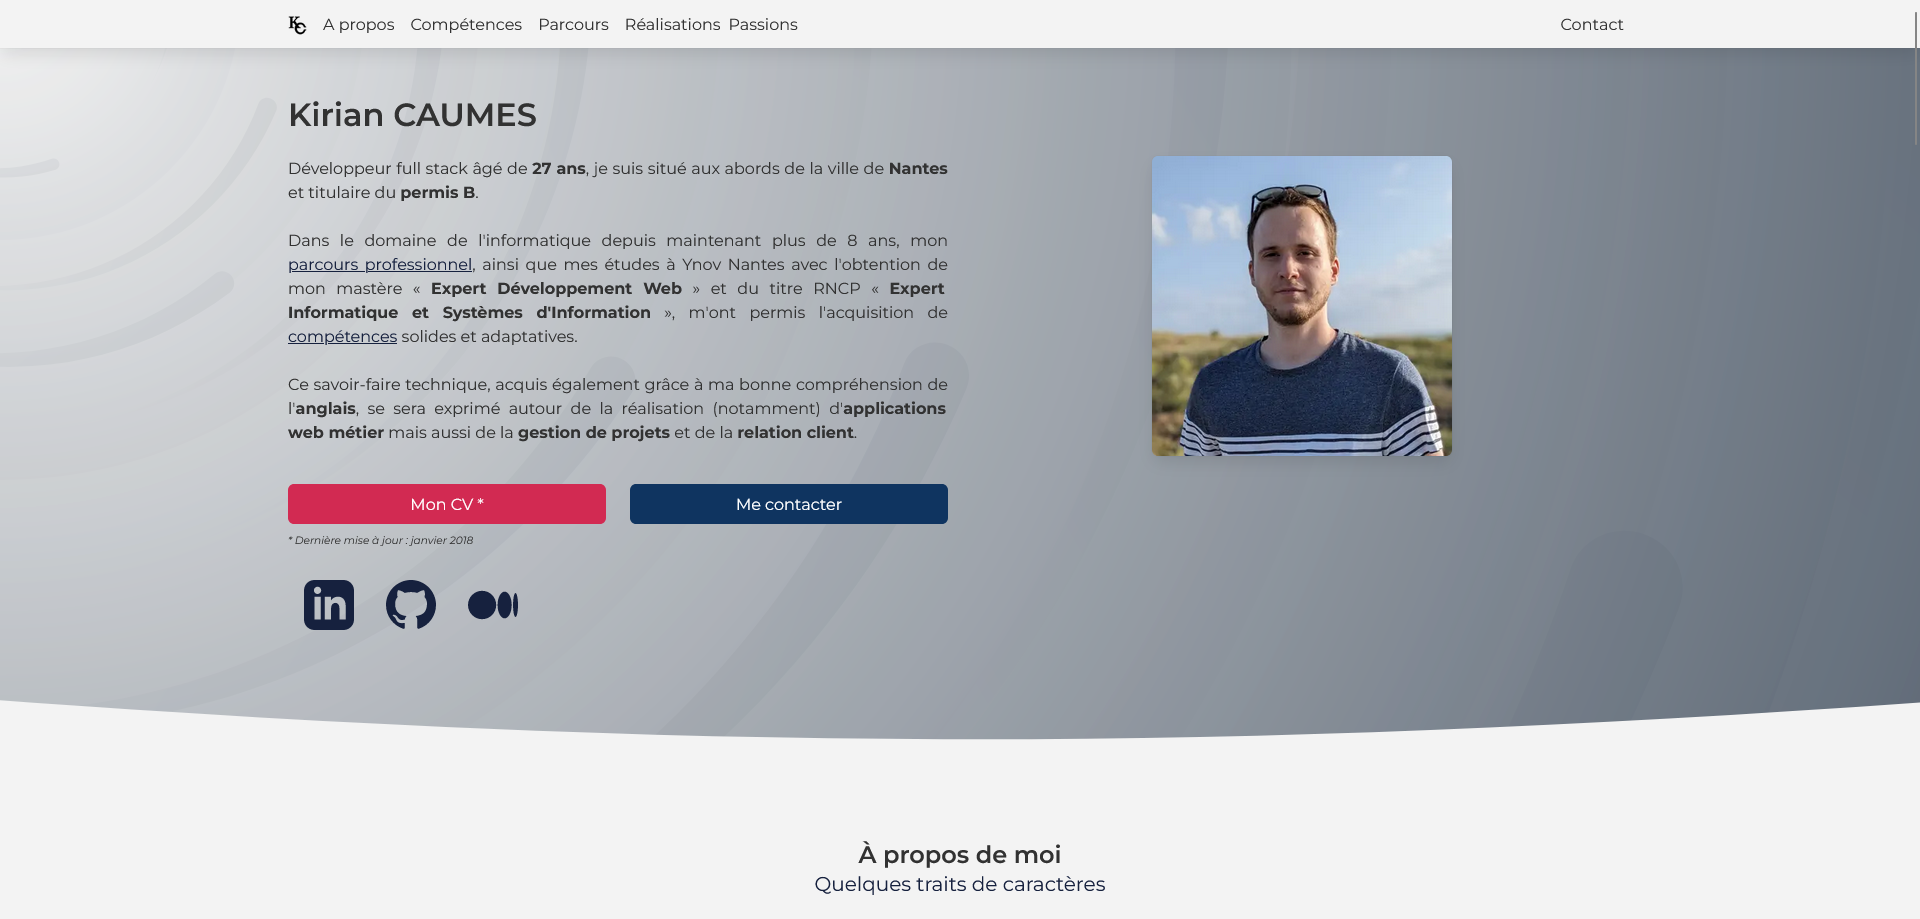 KC A propos Compétences Parcours Réalisations Passions Contact
Kirian CAUMES
Développeur full stack âgé de 27 ans, je suis situé aux abords de la ville de Nantes
et titulaire du permis B.
Dans le domaine de l'informatique depuis maintenant plus de 8 ans, mon
parcours professionnel, ainsi que mes études à Ynov Nantes avec l'obtention de
mon mastère « Expert Développement Web » et du titre RNCP « Expert
Informatique et Systèmes d'Information », m'ont permis l'acquisition de
compétences solides et adaptatives.
Ce savoir-faire technique, acquis également grâce à ma bonne compréhension de
l'anglais, se sera exprimé autour de la réalisation (notamment) d'applications
web métier mais aussi de la gestion de projets et de la relation client.
Mon CV * Me contacter
* Dernière mise à jour : janvier 2018
in
À propos de moi
Quelques traits de caractères